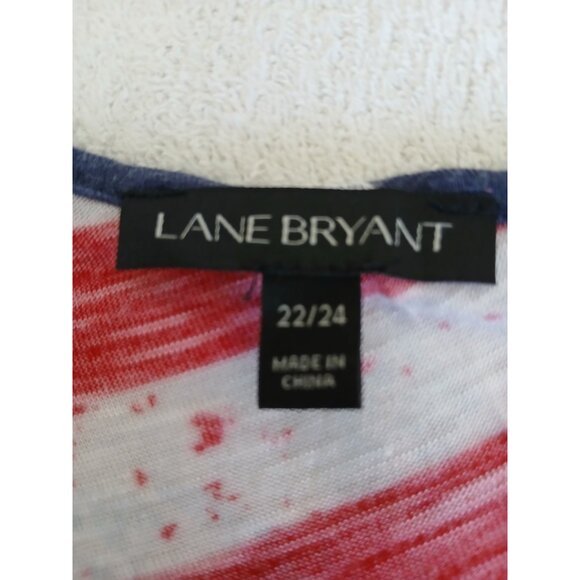 LANE BRYANT
22/24
MADE IN
CHINA